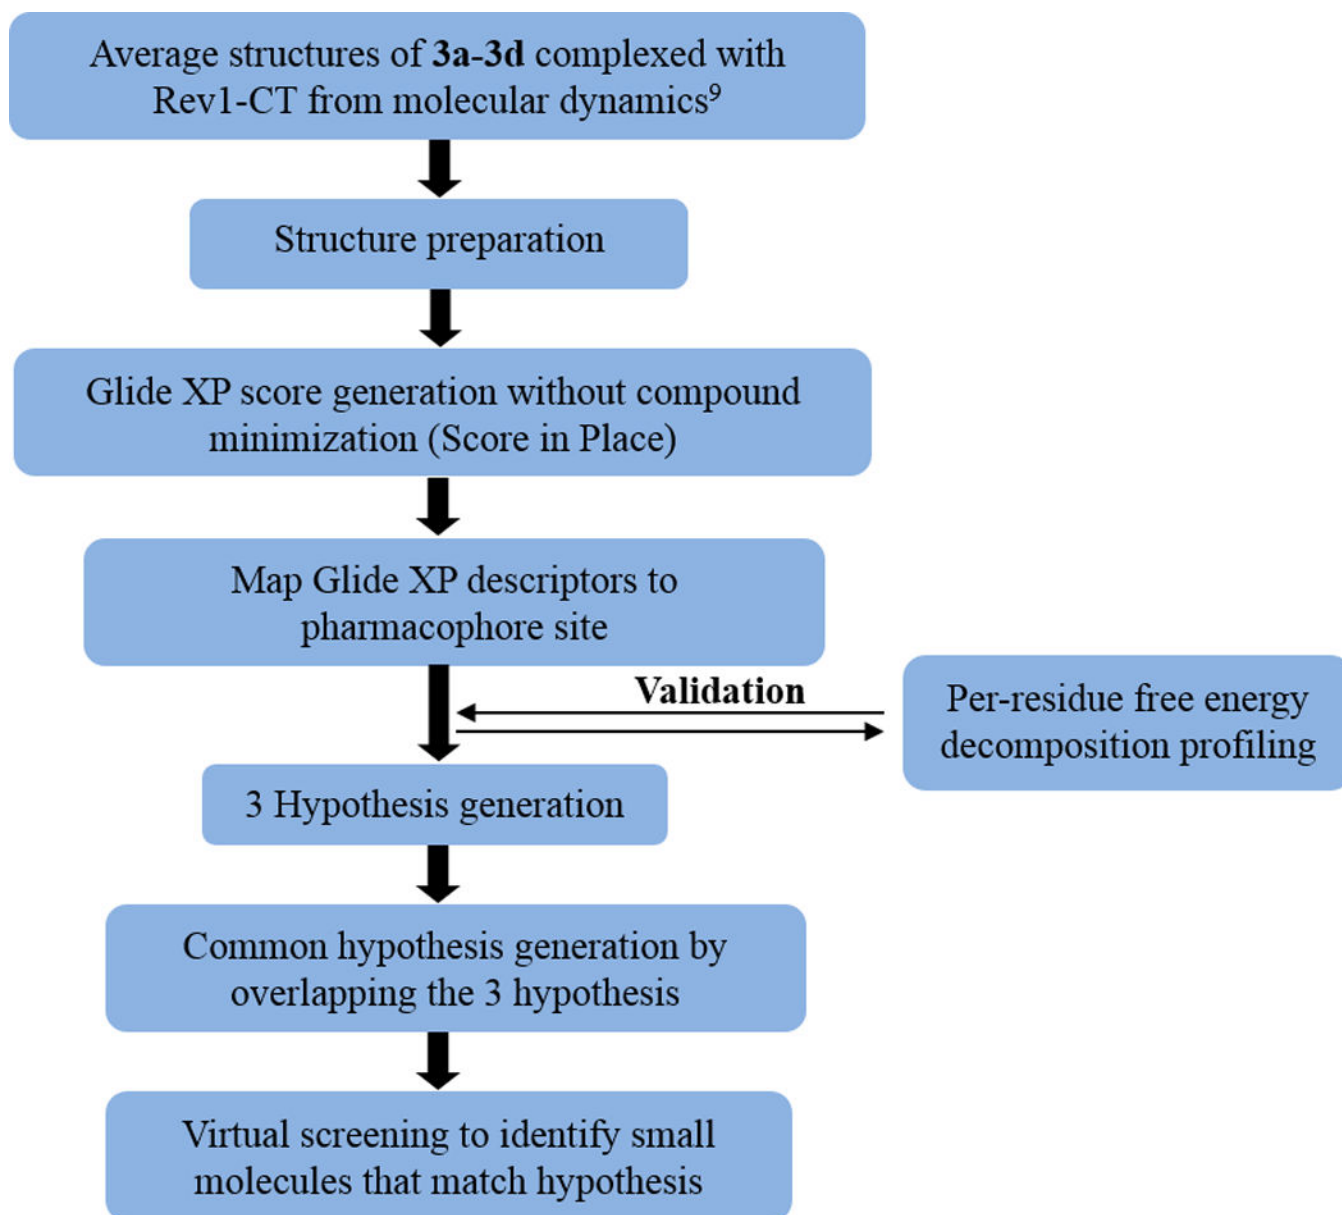 Average structures of 3a-3d complexed with
Rev1-CT from molecular dynamics⁹
Structure preparation
Glide XP score generation without compound
minimization (Score in Place)
Map Glide XP descriptors to
pharmacophore site
Validation
Per-residue free energy
decomposition profiling
3 Hypothesis generation
Common hypothesis generation by
overlapping the 3 hypothesis
Virtual screening to identify small
molecules that match hypothesis